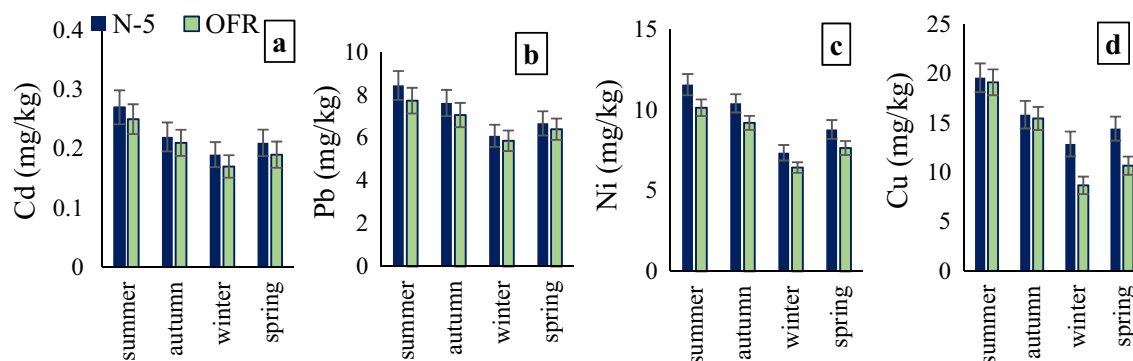 N-5 OFR
a
Cd (mg/kg)
0.4
0.3
0.2
0.1
0
summer
autumn
winter
spring
b
Pb (mg/kg)
10
8
6
4
2
0
summer
autumn
winter
spring
c
Ni (mg/kg)
15
10
5
0
summer
autumn
winter
spring
d
Cu (mg/kg)
25
20
15
10
5
0
summer
autumn
winter
spring